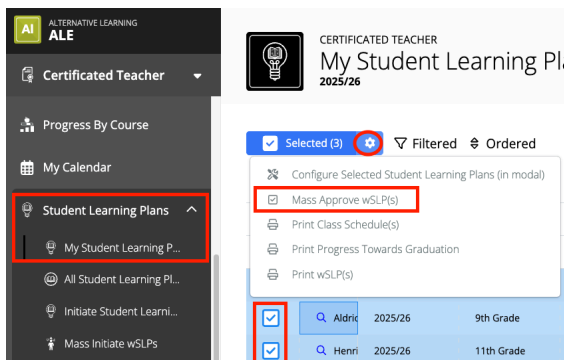 AI
ALTERNATIVE LEARNING
ALE
Certificated Teacher
Progress By Course
My Calendar
Student Learning Plans
My Student Learning P...
All Student Learning Pl...
Initiate Student Learni...
Mass Initiate wSLPs
CERTIFICATED TEACHER
My Student Learning Pl
2025/26
Selected (3) Filtered Ordered
Configure Selected Student Learning Plans (in modal)
Mass Approve wSLP(s)
Print Class Schedule(s)
Print Progress Towards Graduation
Print wSLP(s)
Aldric 2025/26 9th Grade
Henri 2025/26 11th Grade